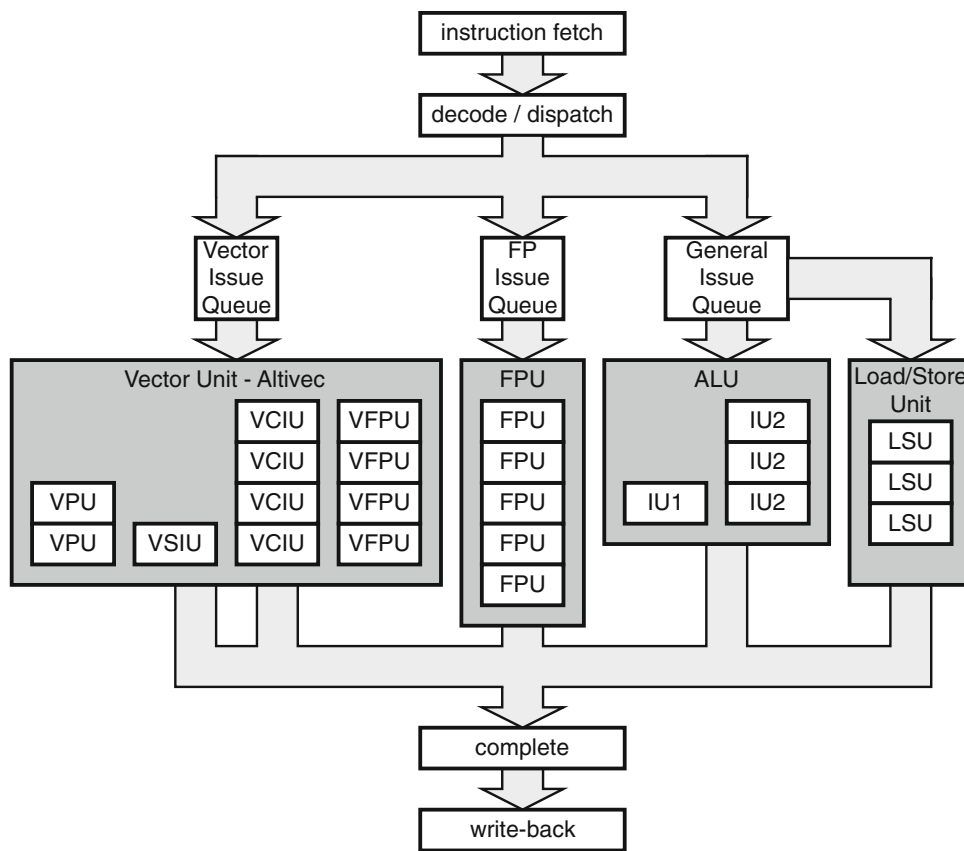 instruction fetch
decode / dispatch
Vector
Issue
Queue
FP
Issue
Queue
General
Issue
Queue
Vector Unit - Altivec
VPU
VPU
VSIU
VCIU
VCIU
VCIU
VCIU
VFPU
VFPU
VFPU
VFPU
FPU
FPU
FPU
FPU
FPU
FPU
ALU
IU1
IU2
IU2
IU2
Load/Store
Unit
LSU
LSU
LSU
complete
write-back